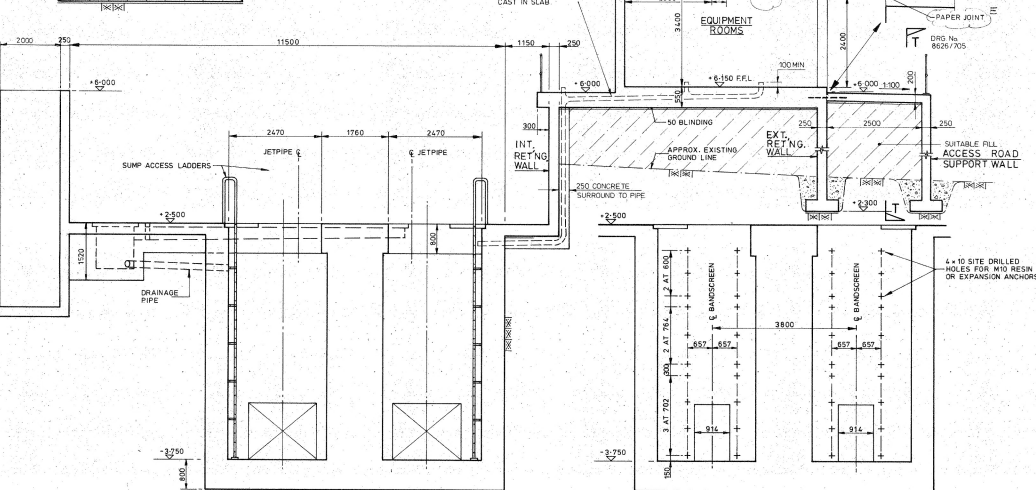 CAST IN SLAB
3400
EQUIPMENT
ROOMS
2400
PAPER JOINT
T
DRG. No.
8626/705
2000
250
11500
1150
250
100 MIN
+6·000
+6·000
+6·150 F.F.L.
+6·000
1:100
200
550
300
50 BLINDING
250
2500
250
2470
1760
2470
JETPIPE ℄
℄ JETPIPE
INT.
RET'NG
WALL
EXT.
RET'NG
WALL
APPROX. EXISTING
GROUND LINE
SUITABLE FILL
ACCESS ROAD
SUPPORT WALL
SUMP ACCESS LADDERS
250 CONCRETE
SURROUND TO PIPE
+2·500
+2·500
+2·300
T
1520
800
DRAINAGE
PIPE
2 AT 600
℄ BANDSCREEN
℄ BANDSCREEN
4 x 10 SITE DRILLED
HOLES FOR M10 RESIN
OR EXPANSION ANCHORS
2 AT 764
3800
657
657
657
657
300
3 AT 702
914
914
-3·750
-3·750
800
150